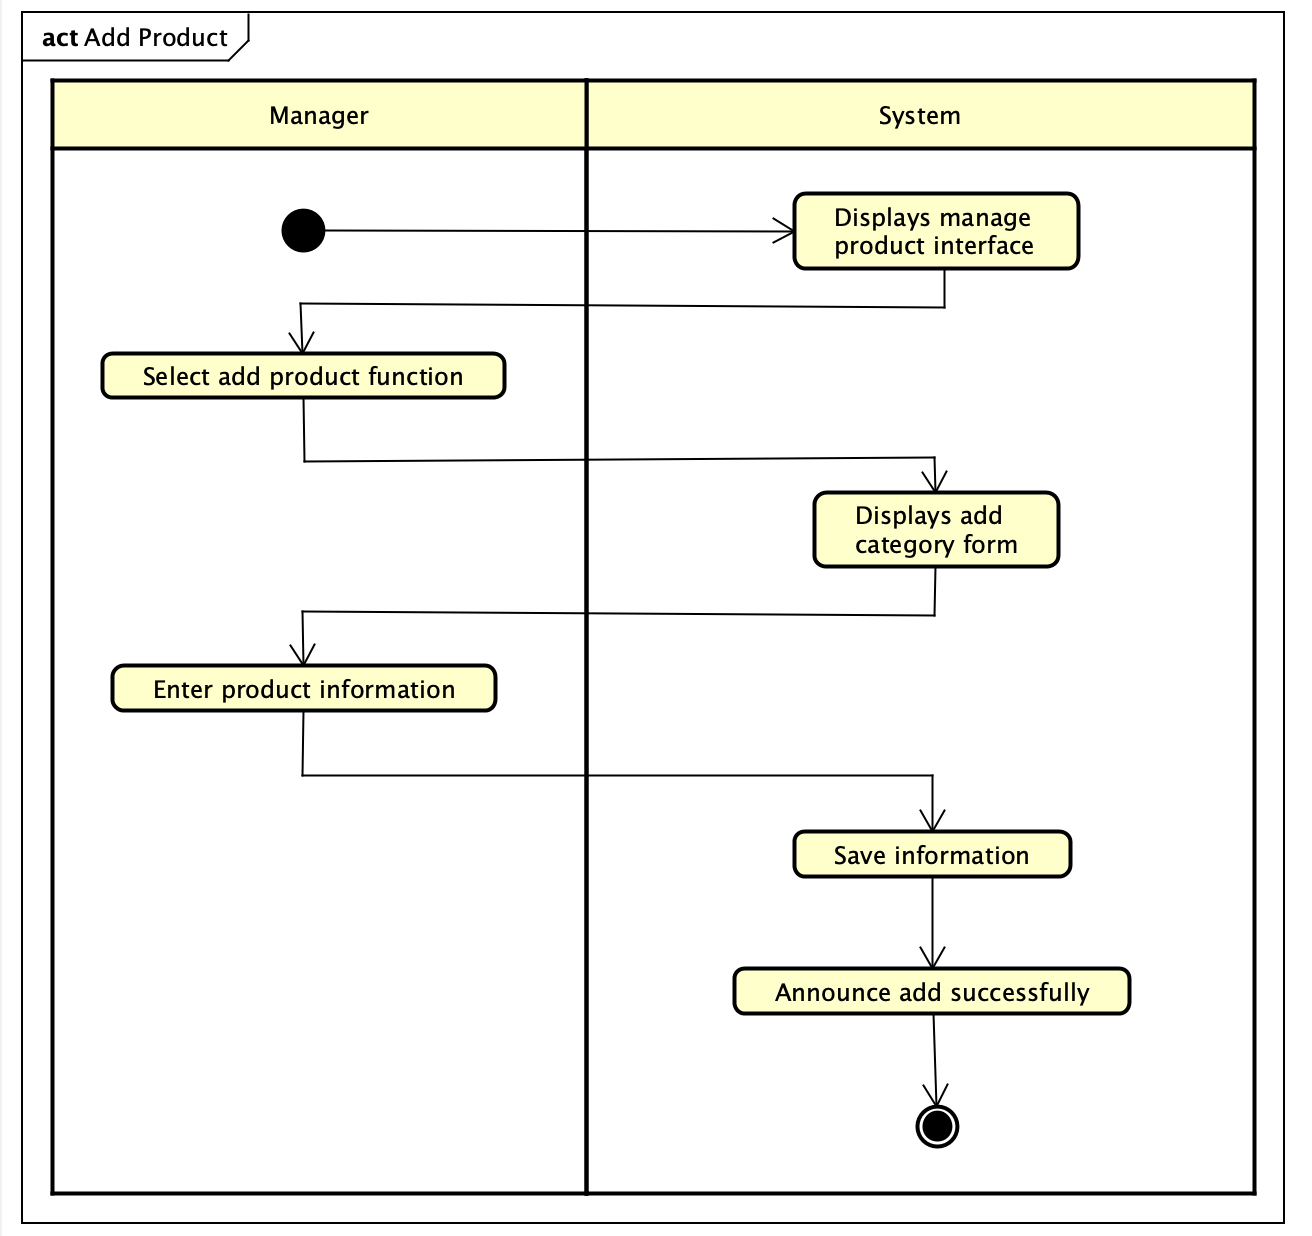 act Add Product
Manager
System
Displays manage
product interface
Select add product function
Displays add
category form
Enter product information
Save information
Announce add successfully